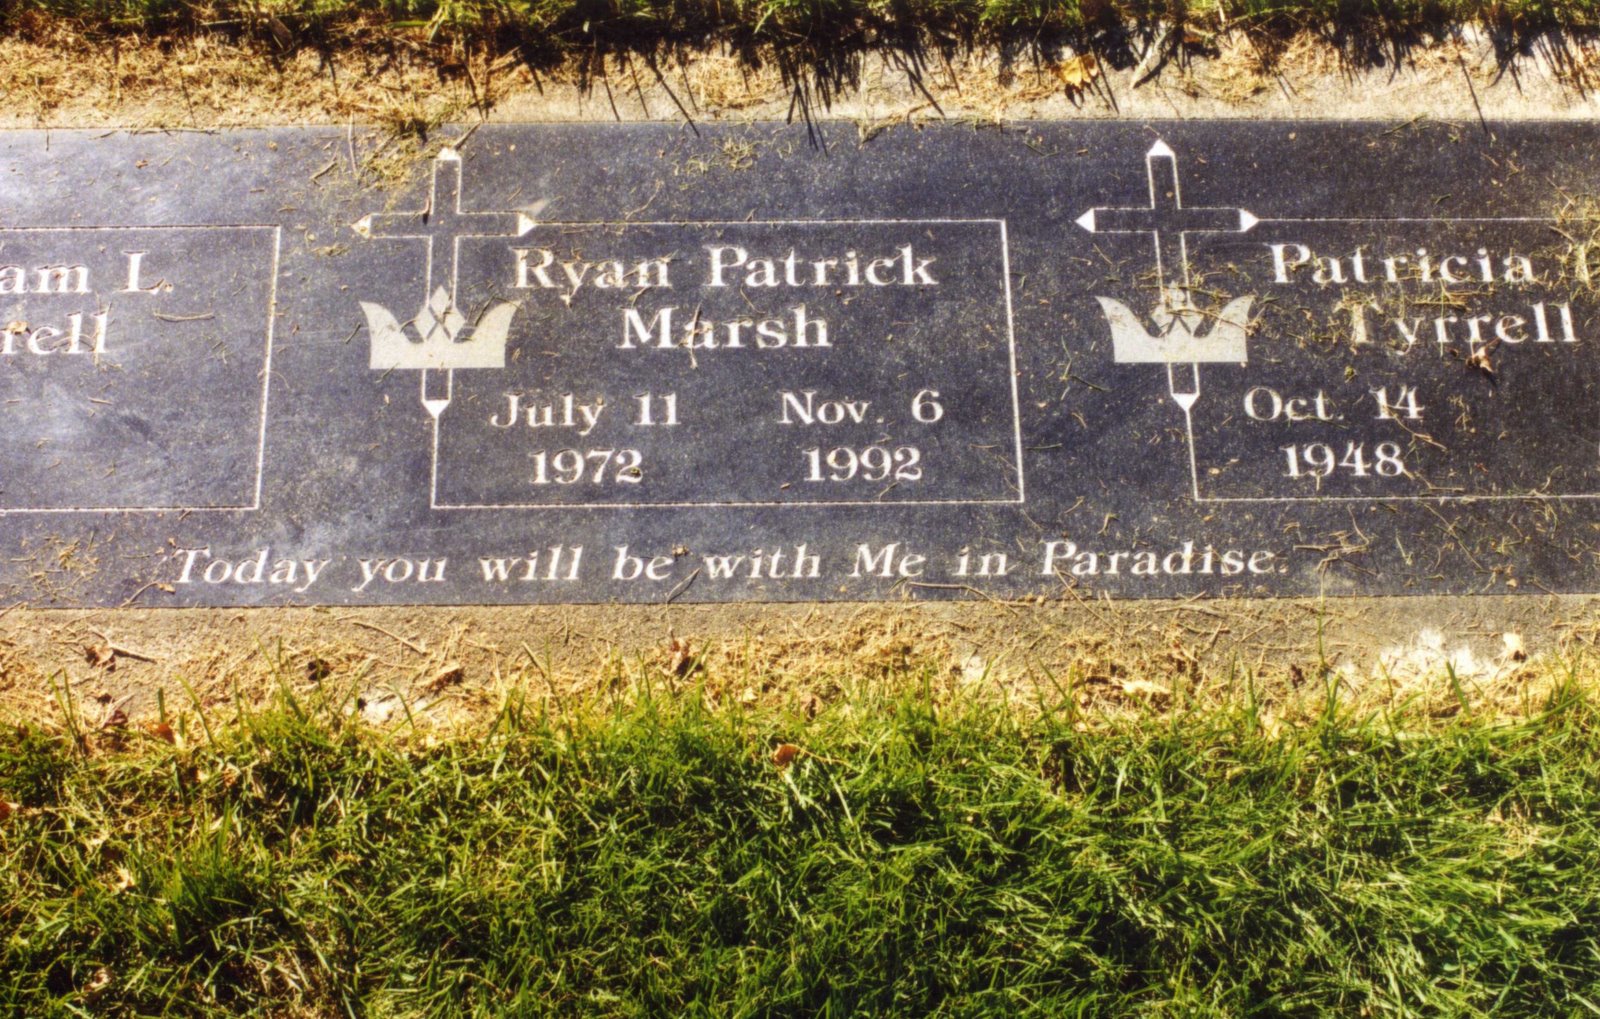 am L.
rell
Ryan Patrick
Marsh
July 11 Nov. 6
1972 1992
Patricia
Tyrrell
Oct. 14
1948
Today you will be with Me in Paradise.